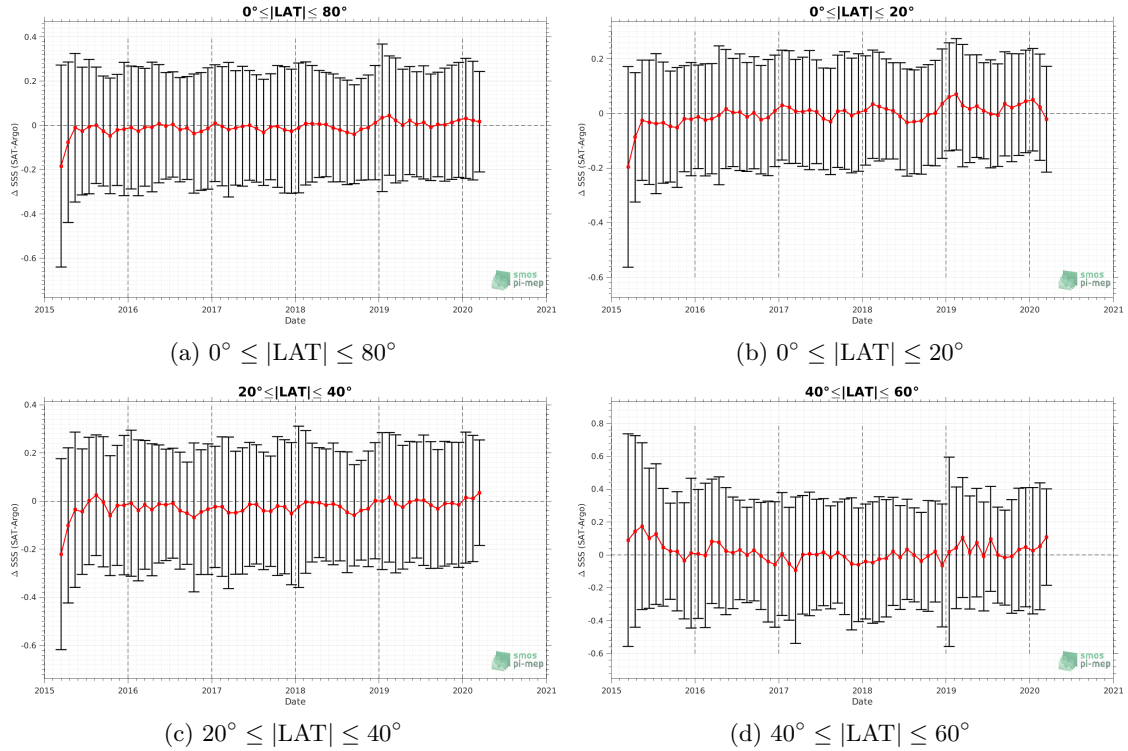 0°≤|LAT|≤ 80°
0.4
0.2
0
-0.2
-0.4
-0.6
Δ SSS (SAT-Argo)
2015
2016
2017
2018
2019
2020
2021
Date
smos
pi-mep
(a) 0° ≤ |LAT| ≤ 80°
0°≤|LAT|≤ 20°
0.2
0
-0.2
-0.4
-0.6
Δ SSS (SAT-Argo)
2015
2016
2017
2018
2019
2020
2021
Date
smos
pi-mep
(b) 0° ≤ |LAT| ≤ 20°
20°≤|LAT|≤ 40°
0.4
0.2
0
-0.2
-0.4
-0.6
Δ SSS (SAT-Argo)
2015
2016
2017
2018
2019
2020
2021
Date
smos
pi-mep
(c) 20° ≤ |LAT| ≤ 40°
40°≤|LAT|≤ 60°
0.8
0.6
0.4
0.2
0
-0.2
-0.4
-0.6
Δ SSS (SAT-Argo)
2015
2016
2017
2018
2019
2020
2021
Date
smos
pi-mep
(d) 40° ≤ |LAT| ≤ 60°